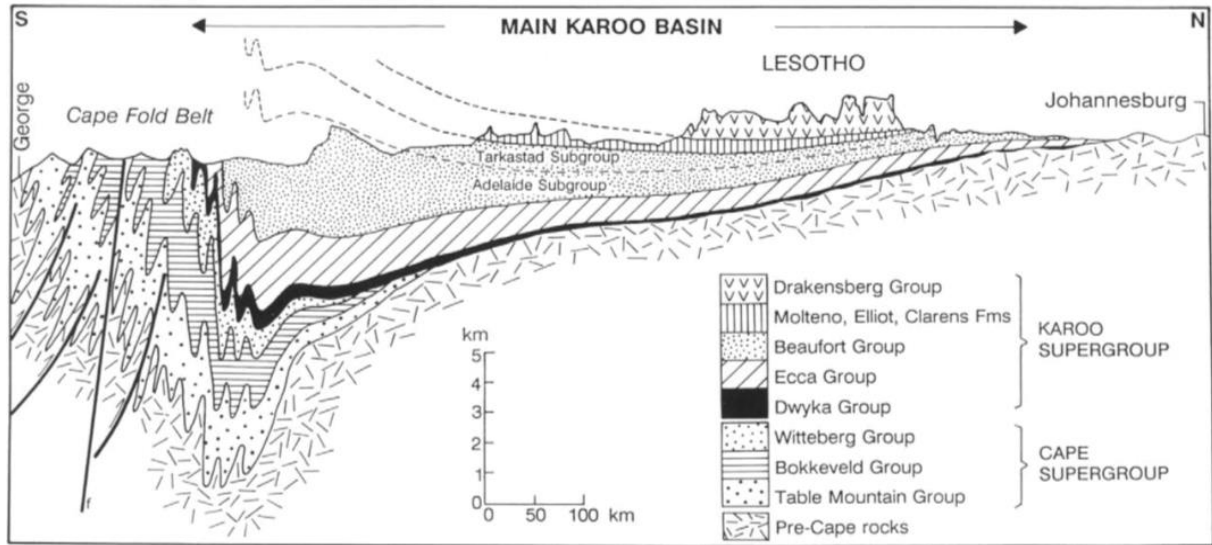 S
MAIN KAROO BASIN
N
LESOTHO
George
Cape Fold Belt
Johannesburg
Tarkastad Subgroup
Adelaide Subgroup
f
km
5
4
3
2
1
0
0 50 100 km
Drakensberg Group
Molteno, Elliot, Clarens Fms
Beaufort Group
Ecca Group
Dwyka Group
KAROO
SUPERGROUP
Witteberg Group
Bokkeveld Group
Table Mountain Group
CAPE
SUPERGROUP
Pre-Cape rocks